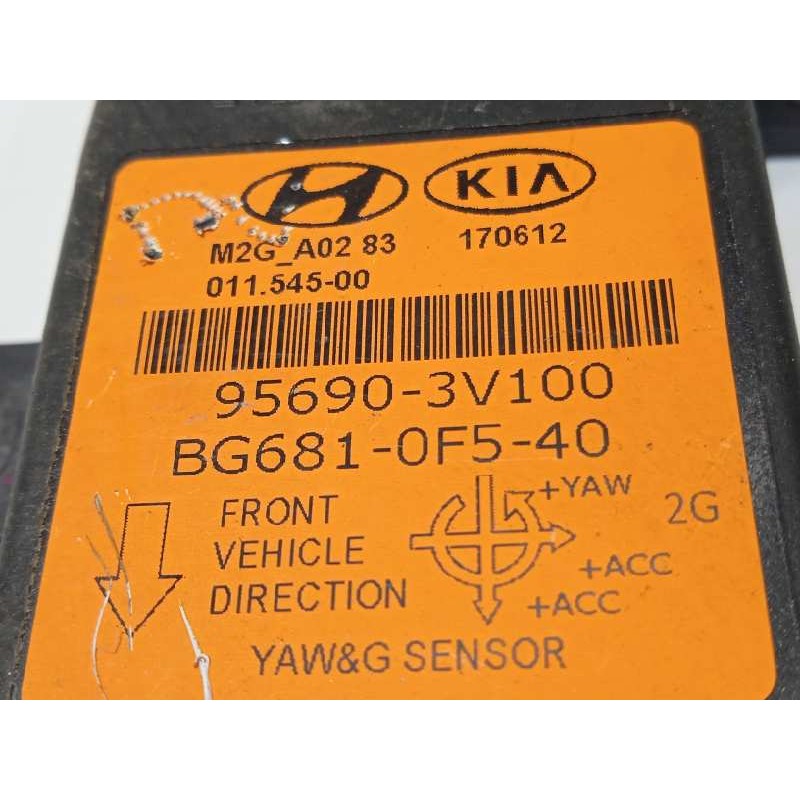 KIA
M2G_A02 83 170612
011.545-00
95690-3V100
BG681-0F5-40
FRONT
VEHICLE
DIRECTION
+YAW
2G
+ACC
+ACC
YAW&G SENSOR